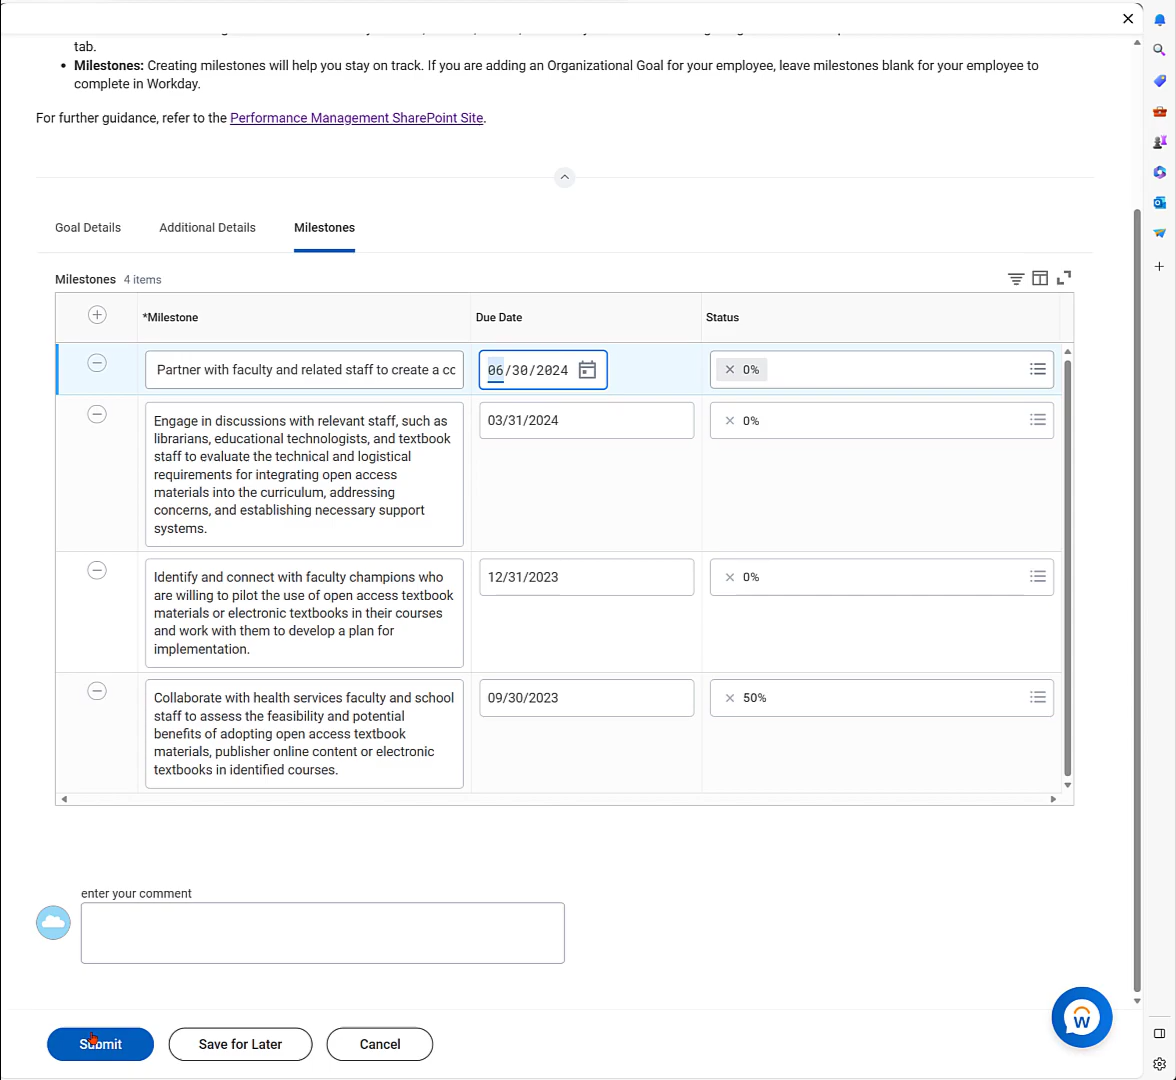 tab.
• Milestones: Creating milestones will help you stay on track. If you are adding an Organizational Goal for your employee, leave milestones blank for your employee to
complete in Workday.
For further guidance, refer to the Performance Management SharePoint Site.
Goal Details Additional Details Milestones
Milestones 4 items
*Milestone Due Date Status
Partner with faculty and related staff to create a cc 06/30/2024 × 0%
Engage in discussions with relevant staff, such as 03/31/2024 × 0%
librarians, educational technologists, and textbook
staff to evaluate the technical and logistical
requirements for integrating open access
materials into the curriculum, addressing
concerns, and establishing necessary support
systems.
Identify and connect with faculty champions who 12/31/2023 × 0%
are willing to pilot the use of open access textbook
materials or electronic textbooks in their courses
and work with them to develop a plan for
implementation.
Collaborate with health services faculty and school 09/30/2023 × 50%
staff to assess the feasibility and potential
benefits of adopting open access textbook
materials, publisher online content or electronic
textbooks in identified courses.
enter your comment
Submit Save for Later Cancel
W